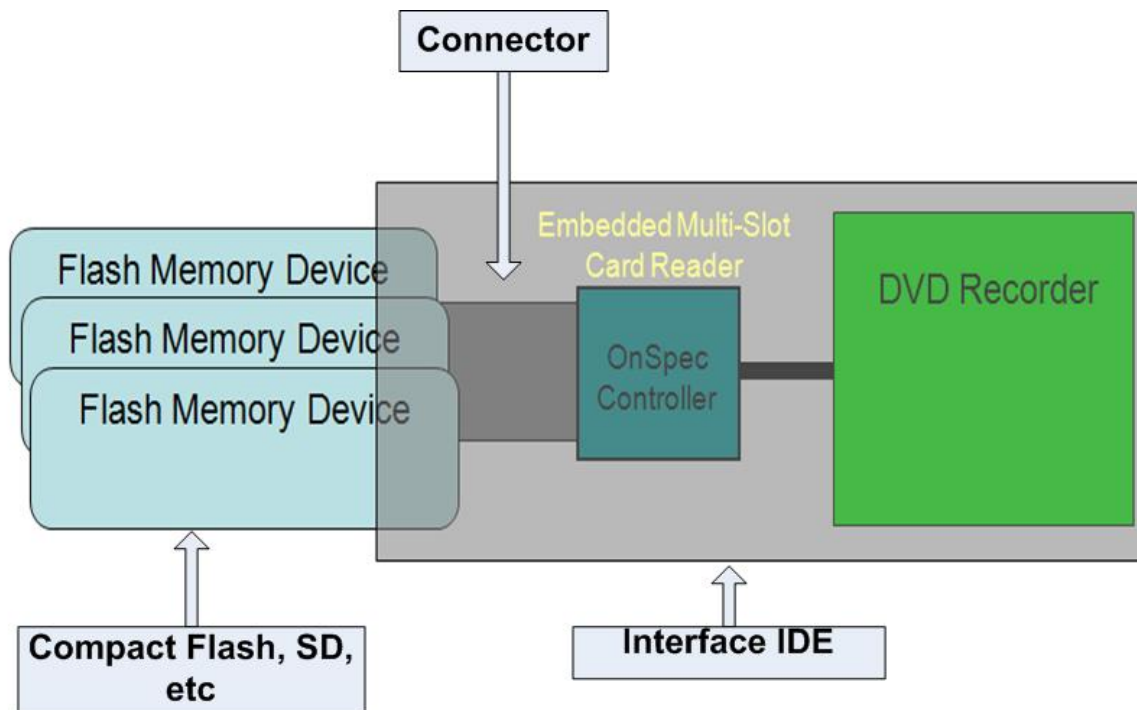 Connector
Embedded Multi-Slot
Card Reader
Flash Memory Device
Flash Memory Device
Flash Memory Device
OnSpec
Controller
DVD Recorder
Compact Flash, SD,
etc
Interface IDE